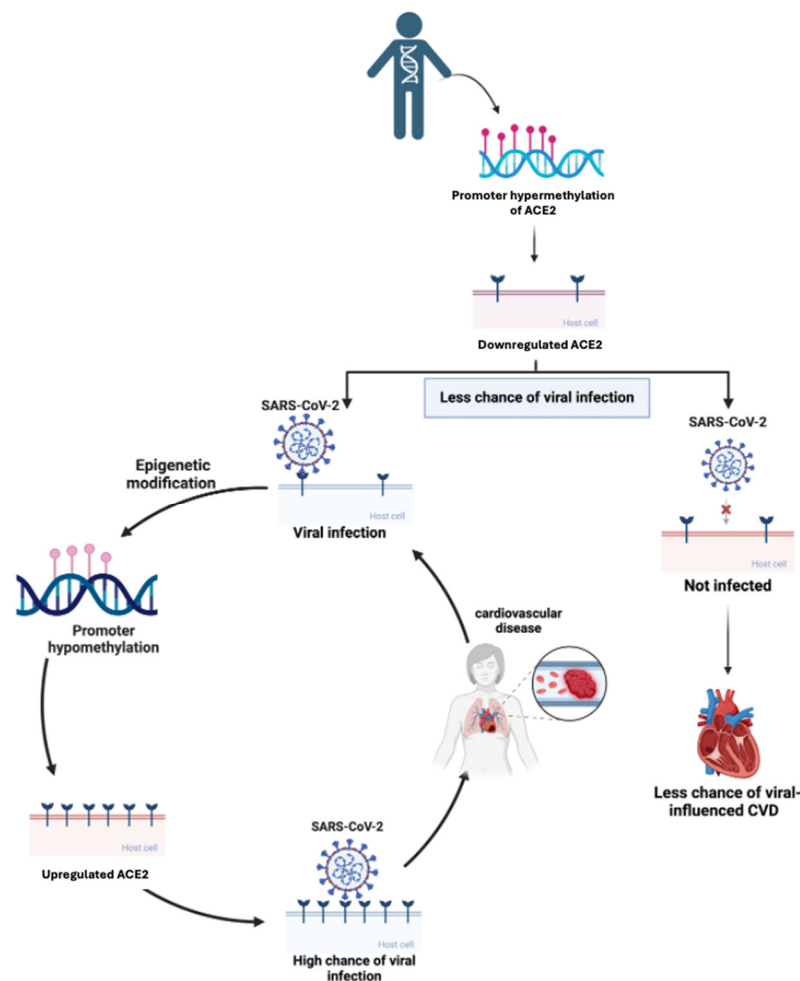 Promoter hypermethylation
of ACE2
Host cell
Downregulated ACE2
Less chance of viral infection
SARS-CoV-2
Host cell
Viral infection
SARS-CoV-2
Host cell
Not infected
Less chance of viral-
influenced CVD
Epigenetic
modification
Promoter
hypomethylation
Host cell
Upregulated ACE2
SARS-CoV-2
Host cell
High chance of viral
infection
cardiovascular
disease